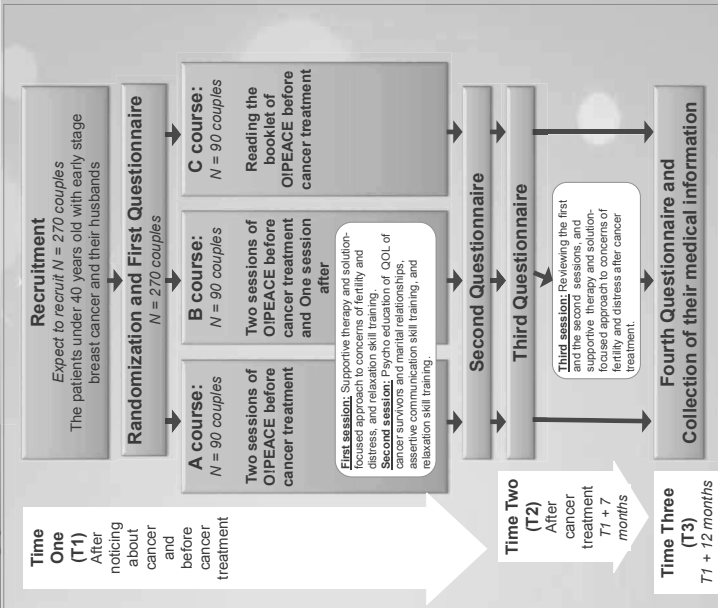 Recruitment
Expect to recruit N = 270 couples
The patients under 40 years old with early stage
breast cancer and their husbands
Randomization and First Questionnaire
N = 270 couples
A course:
N = 90 couples
Two sessions of
O!PEACE before
cancer treatment
B course:
N = 90 couples
Two sessions of
O!PEACE before
cancer treatment
and One session
after
C course:
N = 90 couples
Reading the
booklet of
O!PEACE before
cancer treatment
First session: Supportive therapy and solution-
focused approach to concerns of fertility and
distress, and relaxation skill training.
Second session: Psycho education of QOL of
cancer survivors and marital relationships,
assertive communication skill training, and
relaxation skill training.
Second Questionnaire
Third Questionnaire
Third session: Reviewing the first
and the second sessions, and
supportive therapy and solution-
focused approach to concerns of
fertility and distress after cancer
treatment.
Fourth Questionnaire and
Collection of their medical information
Time
One
(T1)
After
noticing
about
cancer
and
before
cancer
treatment
Time Two
(T2)
After
cancer
treatment
T1 + 7
months
Time Three
(T3)
T1 + 12 months